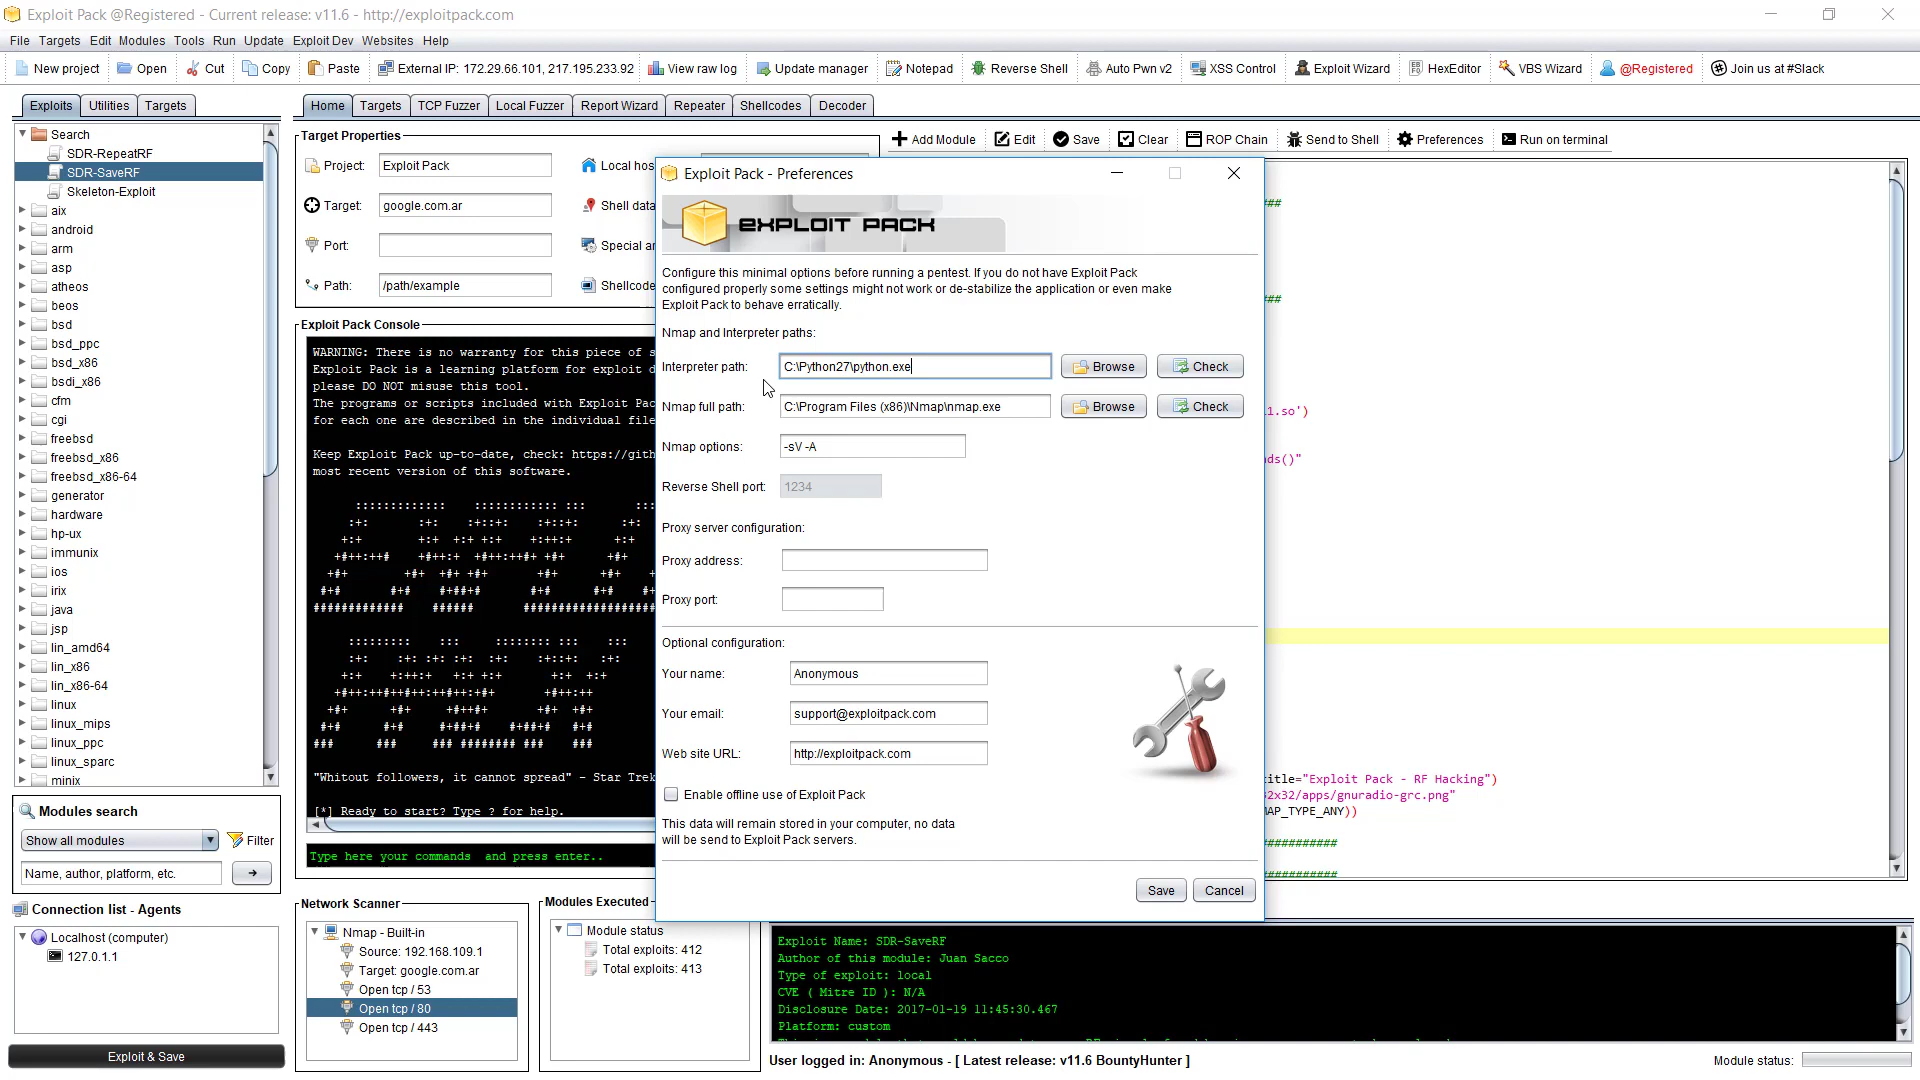 Exploit Pack @Registered - Current release: v11.6 - http://exploitpack.com
File Targets Edit Modules Tools Run Update Exploit Dev Websites Help
New project Open Cut Copy Paste External IP: 172.29.66.101, 217.195.233.92 View raw log Update manager Notepad Reverse Shell Auto Pwn v2 XSS Control Exploit Wizard HexEditor VBS Wizard @Registered Join us at #Slack
Exploits Utilities Targets
Search
SDR-RepeatRF
SDR-SaveRF
Skeleton-Exploit
aix
android
arm
asp
atheos
beos
bsd
bsd_ppc
bsd_x86
bsdi_x86
cfm
cgi
freebsd
freebsd_x86
freebsd_x86-64
generator
hardware
hp-ux
immunix
ios
irix
java
jsp
lin_amd64
lin_x86
lin_x86-64
linux
linux_mips
linux_ppc
linux_sparc
minix
Modules search
Show all modules Filter
Name, author, platform, etc.
Connection list - Agents
Localhost (computer)
127.0.1.1
Exploit & Save
Home Targets TCP Fuzzer Local Fuzzer Report Wizard Repeater Shellcodes Decoder
Target Properties
Project: Exploit Pack Local hos
Target: google.com.ar Shell data
Port: Special ar
Path: /path/example Shellcode
Exploit Pack Console
WARNING: There is no warranty for this piece of s
Exploit Pack is a learning platform for exploit d
please DO NOT misuse this tool.
The programs or scripts included with Exploit Pac
for each one are described in the individual file
Keep Exploit Pack up-to-date, check: https://gith
most recent version of this software.
"Whitout followers, it cannot spread" - Star Trek
[*] Ready to start? Type ? for help.
Type here your commands and press enter..
Network Scanner
Nmap - Built-in
Source: 192.168.109.1
Target: google.com.ar
Open tcp / 53
Open tcp / 80
Open tcp / 443
Modules Executed
Module status
Total exploits: 412
Total exploits: 413
Add Module Edit Save Clear ROP Chain Send to Shell Preferences Run on terminal
##
##
1.so')
ds()"
itle="Exploit Pack - RF Hacking")
2x32/apps/gnuradio-grc.png"
MAP_TYPE_ANY))
##########
##########
Exploit Pack - Preferences
EXPLOIT PACK
Configure this minimal options before running a pentest. If you do not have Exploit Pack
configured properly some settings might not work or de-stabilize the application or even make
Exploit Pack to behave erratically.
Nmap and Interpreter paths:
Interpreter path: C:\Python27\python.exe Browse Check
Nmap full path: C:\Program Files (x86)\Nmap\nmap.exe Browse Check
Nmap options: -sV -A
Reverse Shell port: 1234
Proxy server configuration:
Proxy address:
Proxy port:
Optional configuration:
Your name: Anonymous
Your email: support@exploitpack.com
Web site URL: http://exploitpack.com
Enable offline use of Exploit Pack
This data will remain stored in your computer, no data
will be send to Exploit Pack servers.
Save Cancel
Exploit Name: SDR-SaveRF
Author of this module: Juan Sacco
Type of exploit: local
CVE ( Mitre ID ): N/A
Disclosure Date: 2017-01-19 11:45:30.467
Platform: custom
User logged in: Anonymous - [ Latest release: v11.6 BountyHunter ]
Module status: